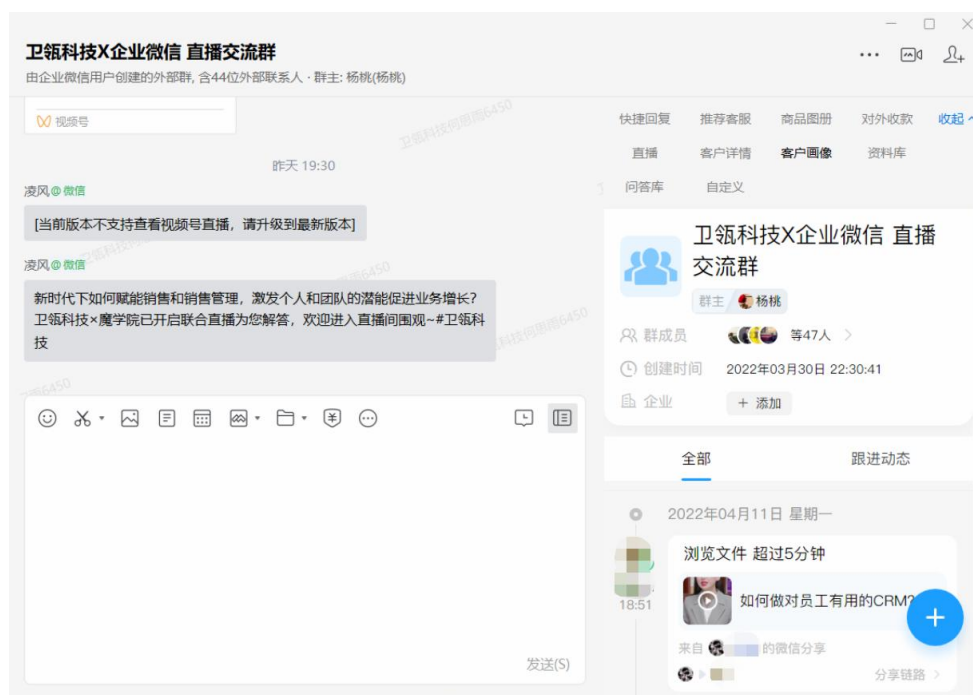 卫瓴科技X企业微信 直播交流群
由企业微信用户创建的外部群, 含44位外部联系人 · 群主: 杨桃(杨桃)
视频号
昨天 19:30
凌风@微信
[当前版本不支持查看视频号直播，请升级到最新版本]
凌风@微信
新时代下如何赋能销售和销售管理，激发个人和团队的潜能促进业务增长?
卫瓴科技×魔学院已开启联合直播为您解答，欢迎进入直播间围观~#卫瓴科
技
发送(S)
快捷回复 推荐客服 商品图册 对外收款 收起
直播 客户详情 客户画像 资料库
问答库 自定义
卫瓴科技X企业微信 直播
交流群
群主 杨桃
群成员 等47人
创建时间 2022年03月30日 22:30:41
企业 + 添加
全部 跟进动态
2022年04月11日 星期一
浏览文件 超过5分钟
18:51
如何做对员工有用的CRM?
来自 的微信分享
分享链路